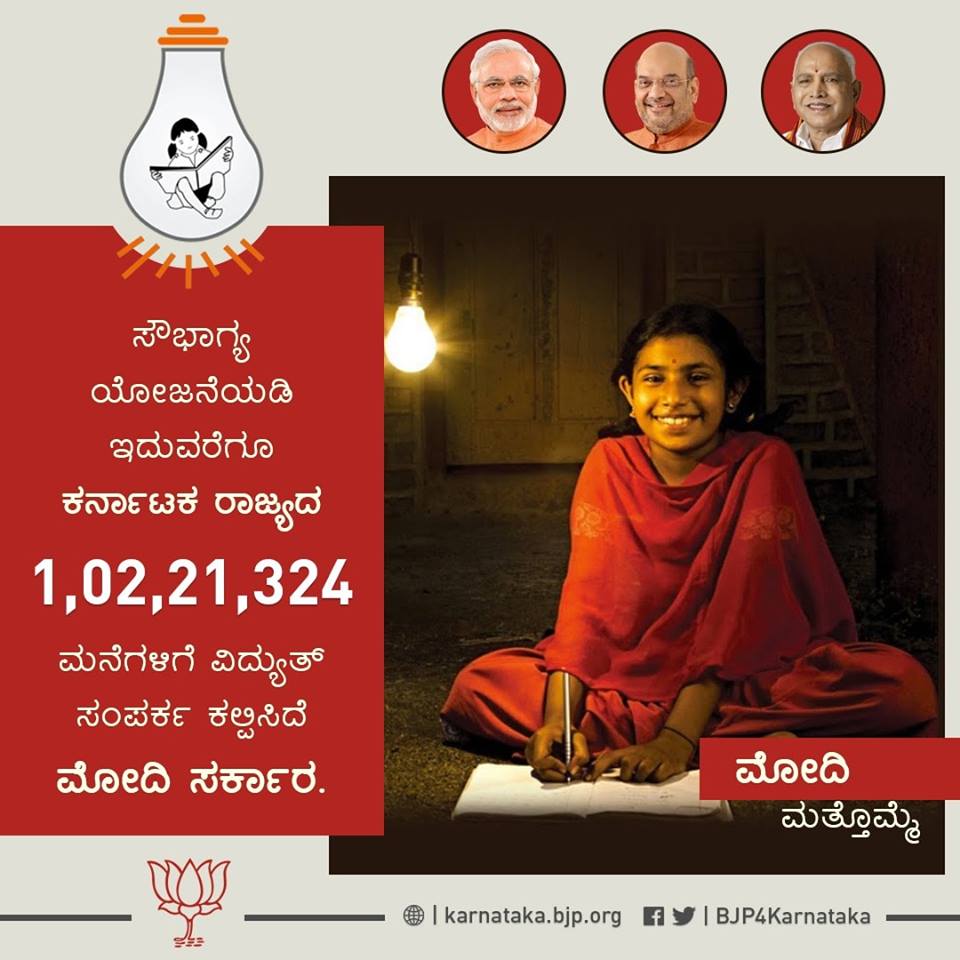 ಸೌಭಾಗ್ಯ
ಯೋಜನೆಯಡಿ
ಇದುವರೆಗೂ
ಕರ್ನಾಟಕ ರಾಜ್ಯದ
1,02,21,324
ಮನೆಗಳಿಗೆ ವಿದ್ಯುತ್
ಸಂಪರ್ಕ ಕಲ್ಪಿಸಿದೆ
ಮೋದಿ ಸರ್ಕಾರ.
ಮೋದಿ
ಮತ್ತೊಮ್ಮೆ
| karnataka.bjp.org | BJP4Karnataka